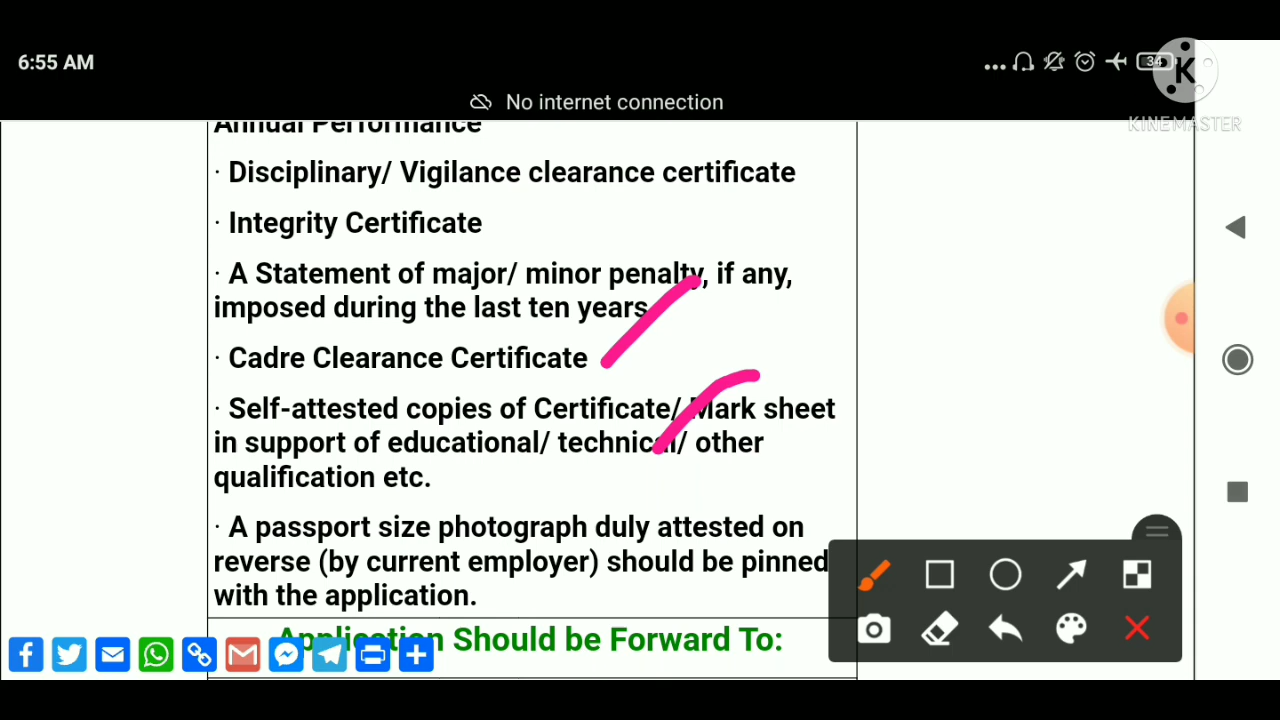 6:55 AM
34
No internet connection
K
KINEMASTER
Annual Performance
· Disciplinary/ Vigilance clearance certificate
· Integrity Certificate
· A Statement of major/ minor penalty, if any,
imposed during the last ten years
· Cadre Clearance Certificate
· Self-attested copies of Certificate/ Mark sheet
in support of educational/ technical/ other
qualification etc.
· A passport size photograph duly attested on
reverse (by current employer) should be pinned
with the application.
Application Should be Forward To: